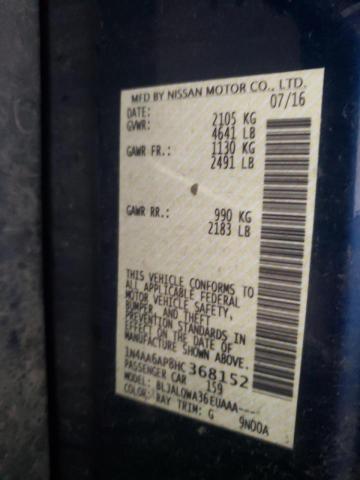 MFD BY NISSAN MOTOR CO., LTD.
DATE: 07/16
GVWR: 2105 KG
4641 LB
GAWR FR.: 1130 KG
2491 LB
GAWR RR.: 990 KG
2183 LB
THIS VEHICLE CONFORMS TO
ALL APPLICABLE FEDERAL
MOTOR VEHICLE SAFETY,
BUMPER, AND THEFT
PREVENTION STANDARDS IN
EFFECT ON THE DATE OF
MANUFACTURE SHOWN ABOVE.
1N4AA6AP8HC368152
PASSENGER CAR 159
MODEL: BLJALQWA36EUAAA----
COLOR: RAY TRIM: G 9N00A